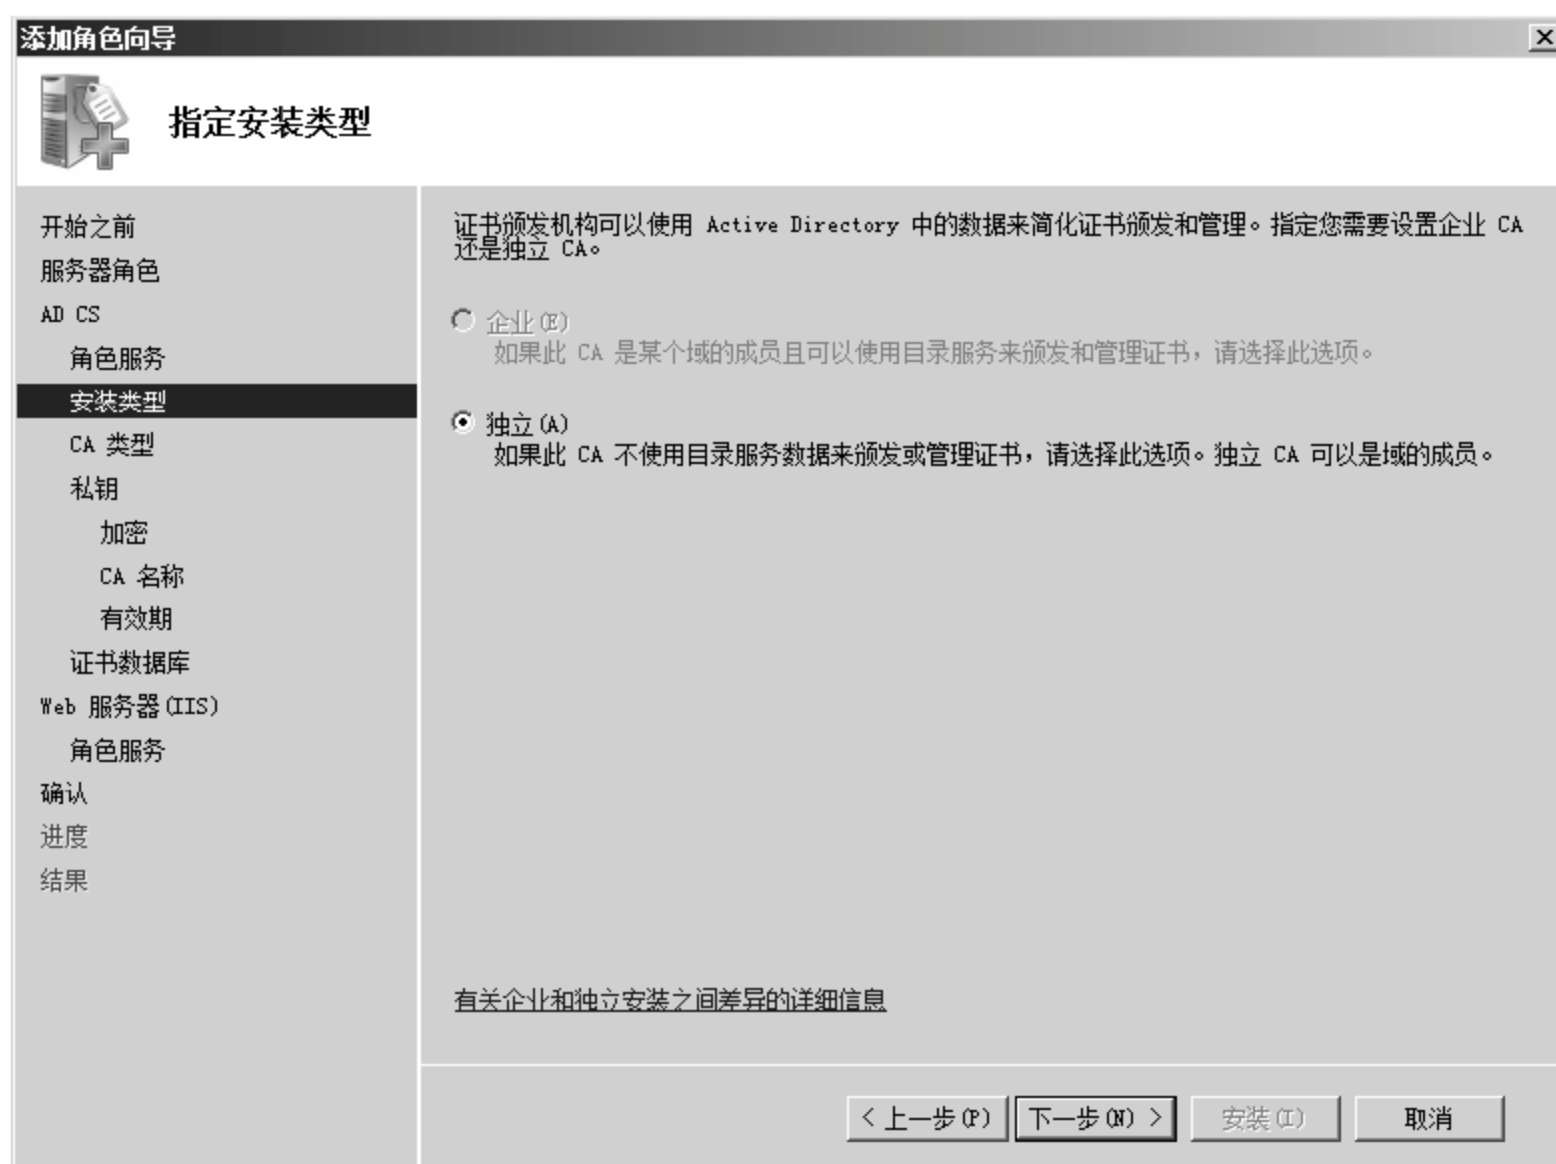 添加角色向导
指定安装类型
开始之前
服务器角色
AD CS
角色服务
安装类型
CA 类型
私钥
加密
CA 名称
有效期
证书数据库
Web 服务器(IIS)
角色服务
确认
进度
结果
证书颁发机构可以使用 Active Directory 中的数据来简化证书颁发和管理。指定您需要设置企业 CA
还是独立 CA。
企业(E)
如果此 CA 是某个域的成员且可以使用目录服务来颁发和管理证书，请选择此选项。
独立(A)
如果此 CA 不使用目录服务数据来颁发或管理证书，请选择此选项。独立 CA 可以是域的成员。
有关企业和独立安装之间差异的详细信息
< 上一步(P)
下一步(N) >
安装(I)
取消